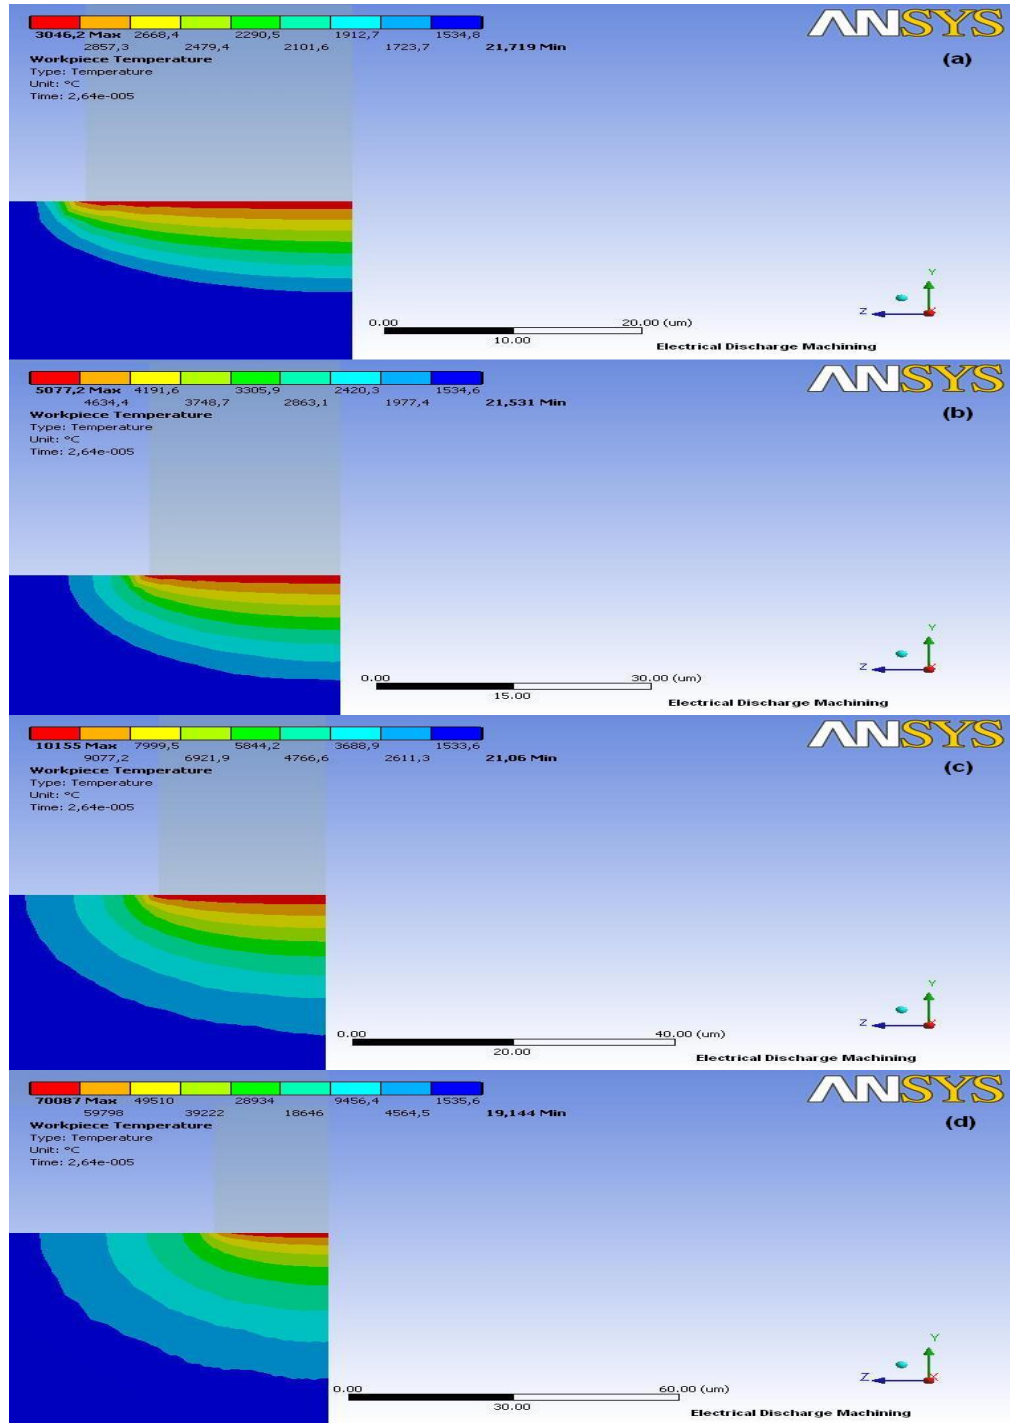 ANSYS
3046,2 Max 2668,4 2290,5 1912,7 1534,8
2857,3 2479,4 2101,6 1723,7 21,719 Min
(a)
Workpiece Temperature
Type: Temperature
Unit: °C
Time: 2,64e-005
Y
Z
X
0.00 20.00 (um)
10.00
Electrical Discharge Machining
ANSYS
5077,2 Max 4191,6 3305,9 2420,3 1534,6
4634,4 3748,7 2863,1 1977,4 21,531 Min
(b)
Workpiece Temperature
Type: Temperature
Unit: °C
Time: 2,64e-005
Y
Z
X
0.00 30.00 (um)
15.00
Electrical Discharge Machining
ANSYS
10155 Max 7999,5 5844,2 3688,9 1533,6
9077,2 6921,9 4766,6 2611,3 21,06 Min
(c)
Workpiece Temperature
Type: Temperature
Unit: °C
Time: 2,64e-005
Y
Z
X
0.00 40.00 (um)
20.00
Electrical Discharge Machining
ANSYS
70087 Max 49510 28934 9456,4 1535,6
59798 39222 18646 4564,5 19,144 Min
(d)
Workpiece Temperature
Type: Temperature
Unit: °C
Time: 2,64e-005
Y
Z
X
0.00 60.00 (um)
30.00
Electrical Discharge Machining